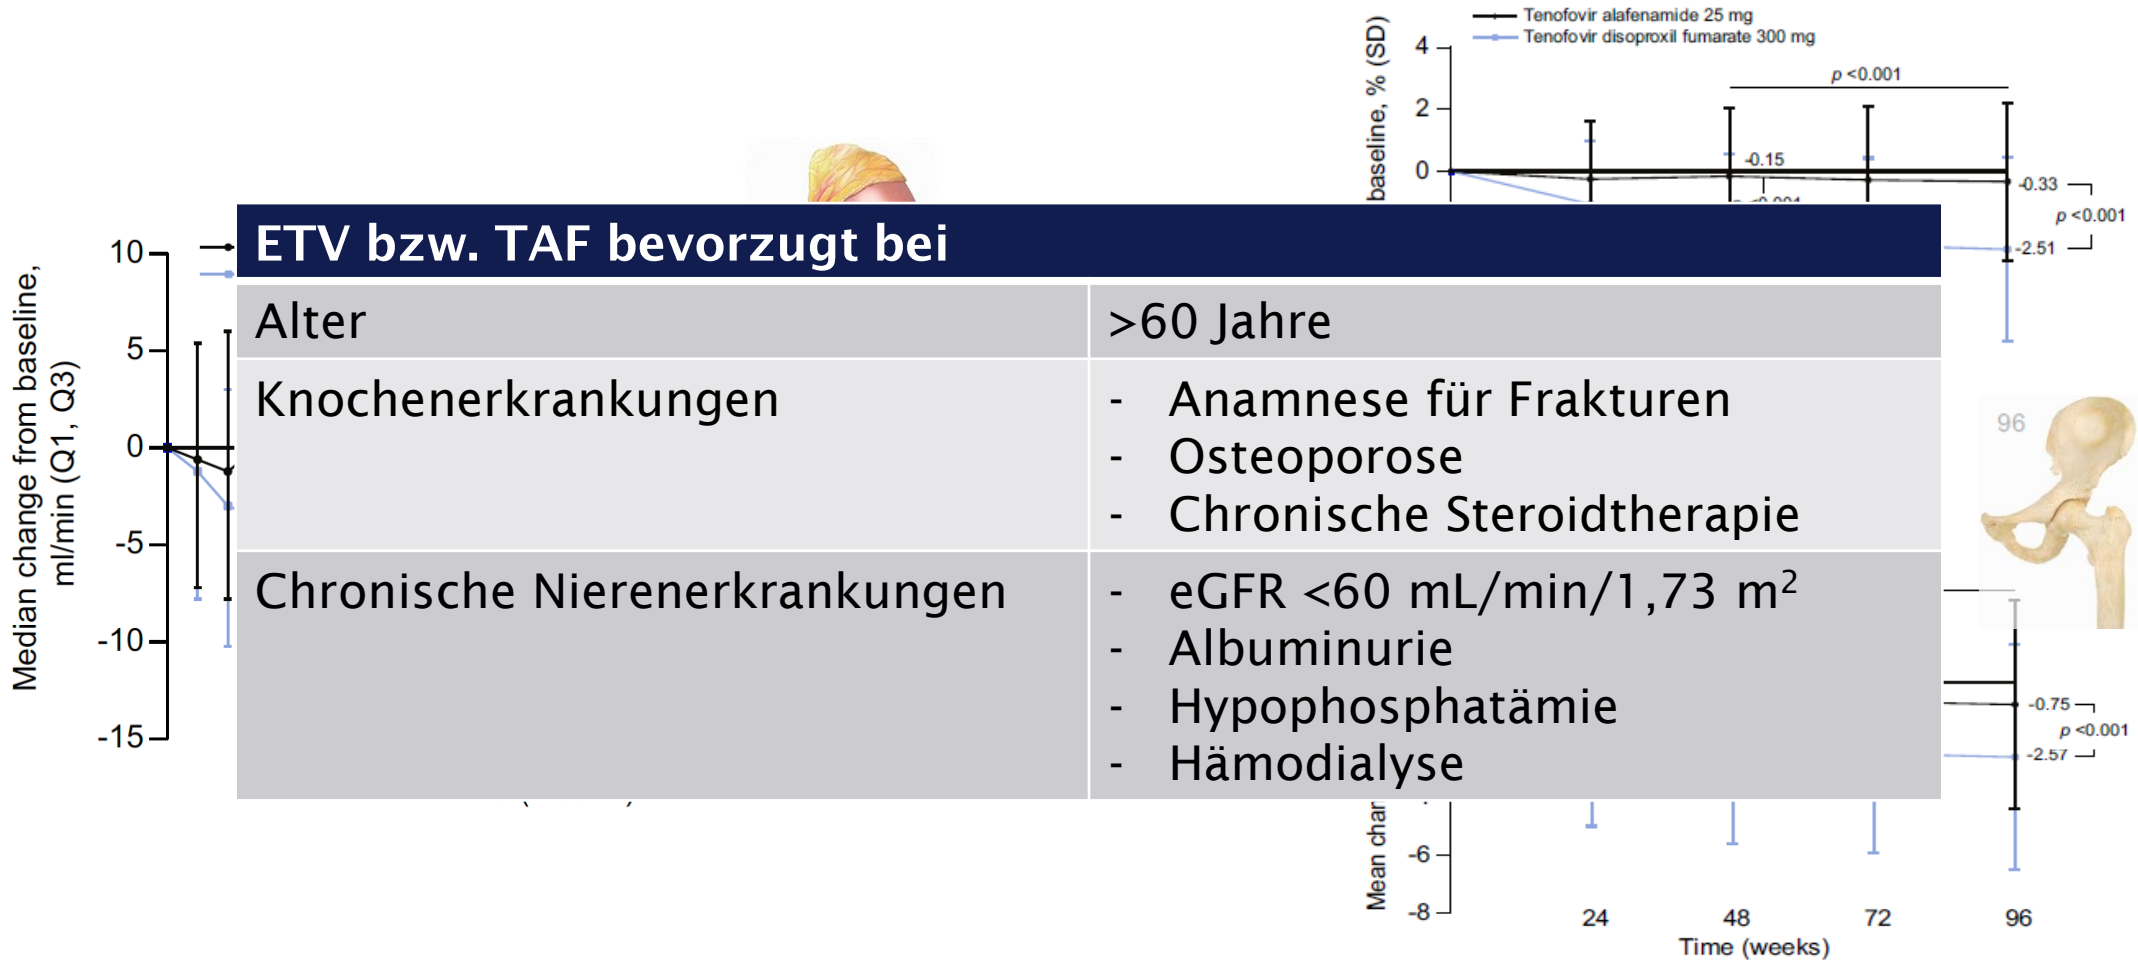 Tenofovir alafenamide 25 mg
Tenofovir disoproxil fumarate 300 mg
baseline, % (SD)
4
2
0
p <0.001
-0.15
-0.33
p <0.001
-2.51
Median change from baseline,
ml/min (Q1, Q3)
10
5
0
-5
-10
-15
ETV bzw. TAF bevorzugt bei
Alter
>60 Jahre
Knochenerkrankungen
- Anamnese für Frakturen
- Osteoporose
- Chronische Steroidtherapie
Chronische Nierenerkrankungen
- eGFR <60 mL/min/1,73 m²
- Albuminurie
- Hypophosphatämie
- Hämodialyse
96
-0.75
p <0.001
-2.57
Mean
-6
-8
24 48 72 96
Time (weeks)